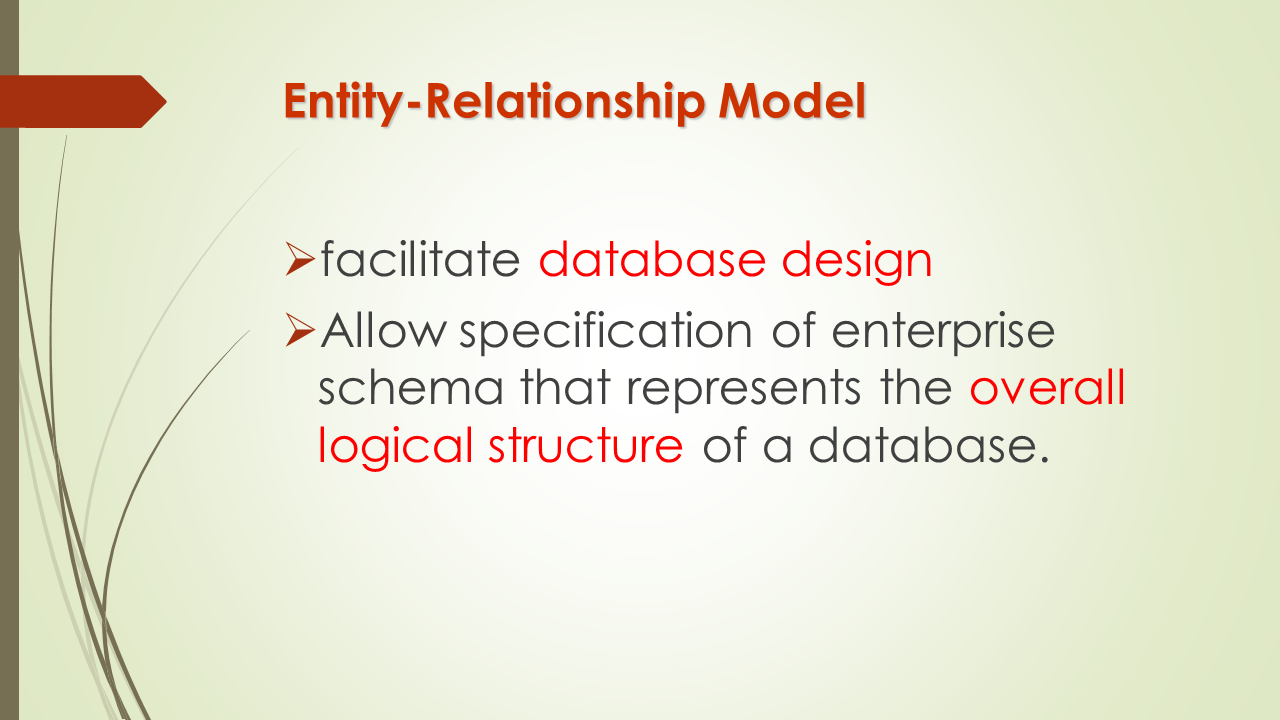 Entity-Relationship Model
➢facilitate database design
➢Allow specification of enterprise
schema that represents the overall
logical structure of a database.